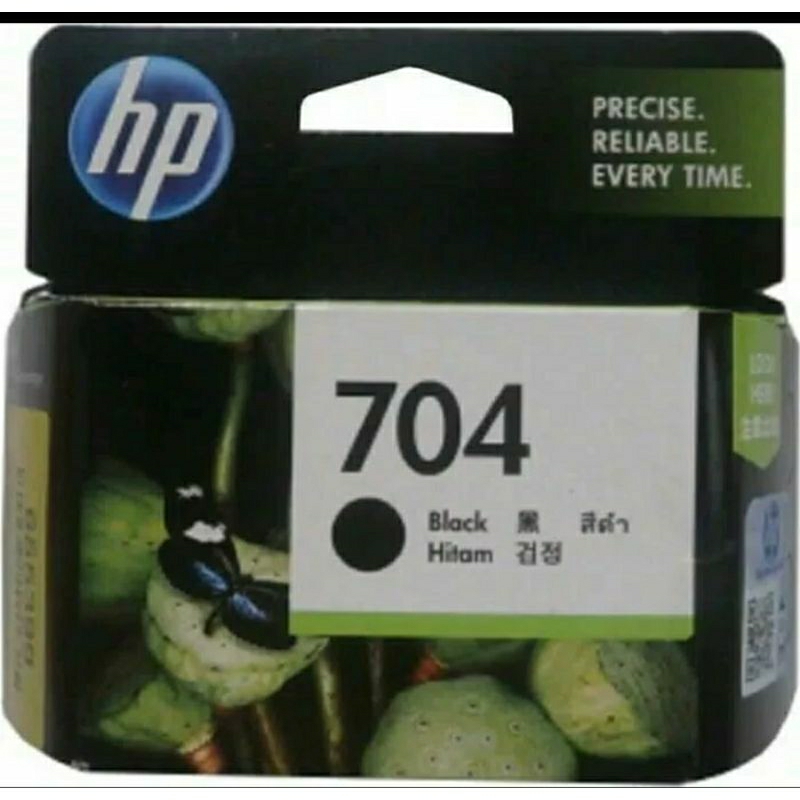 hp
PRECISE.
RELIABLE.
EVERY TIME.
704
Black 黑 สีดำ
Hitam 검정